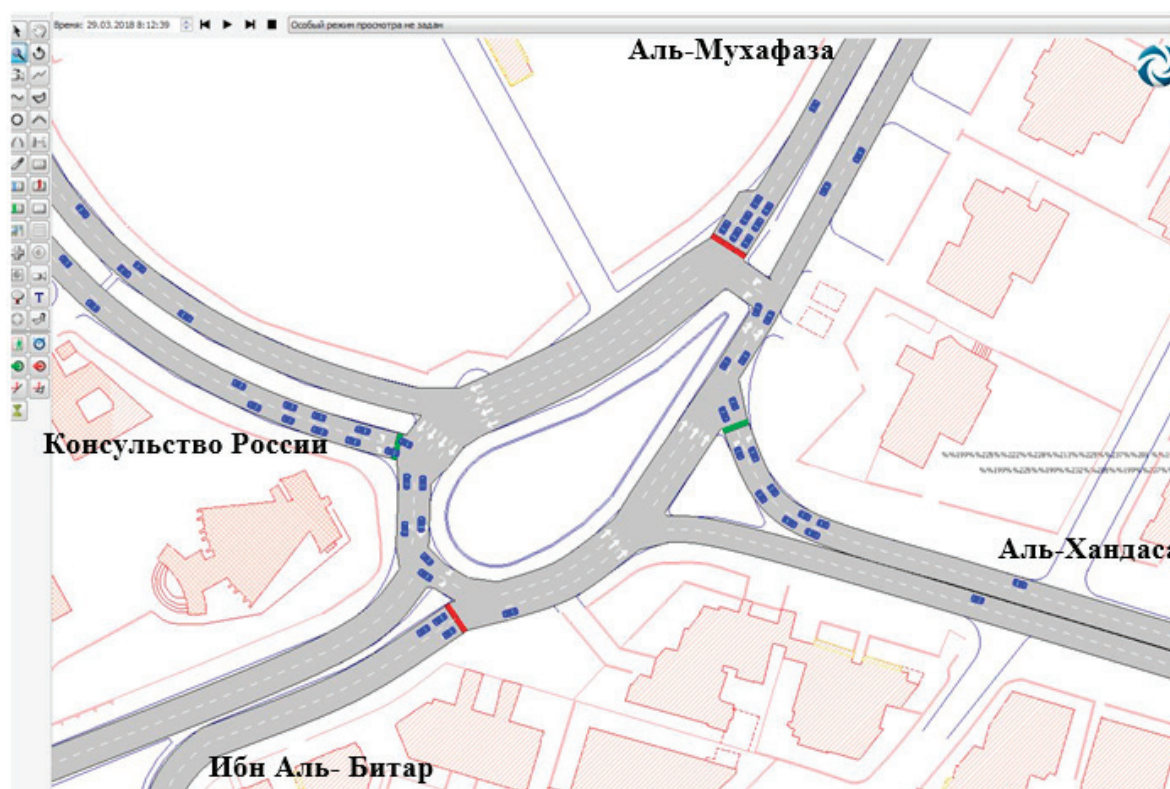 Время: 29.03.2018 8:12:39 Особый режим просмотра не задан
Аль-Мухафаза
Консульство России
Аль-Хандаса
Ибн Аль- Битар